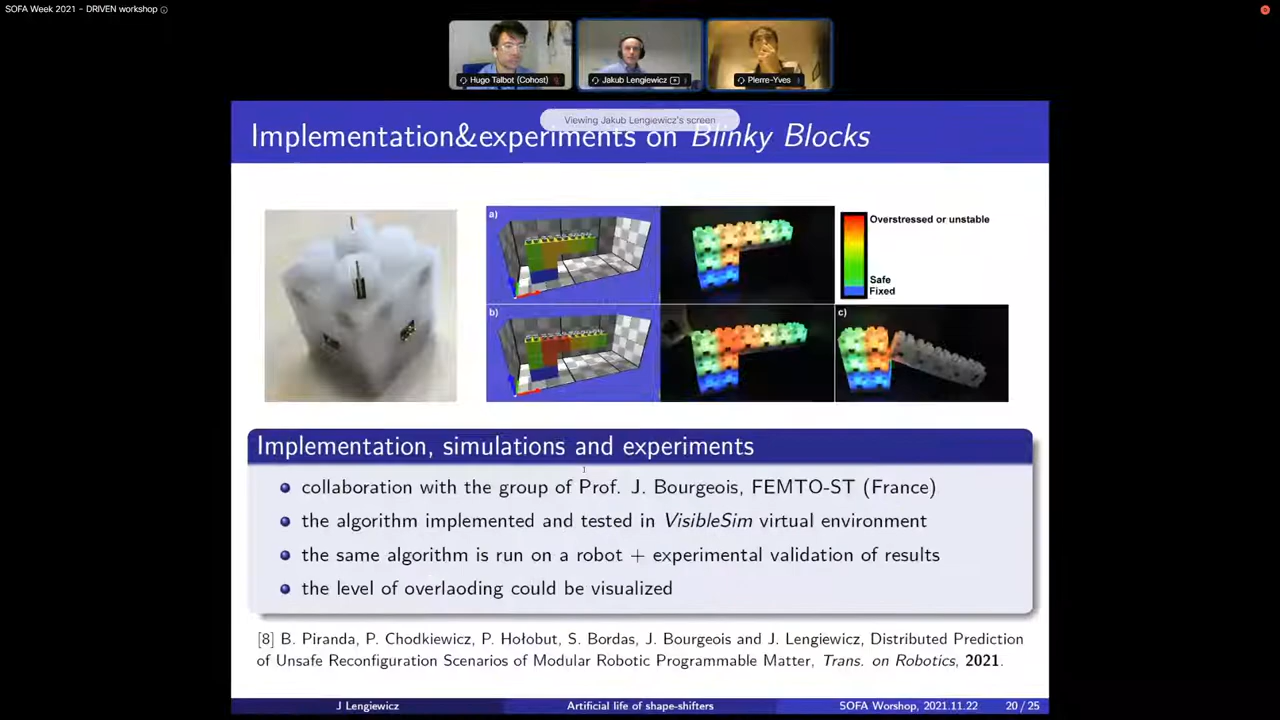 SOFA Week 2021 - DRIVEN workshop
Hugo Talbot (Cohost)
Jakub Lengiewicz
Pierre-Yves
Viewing Jakub Lengiewicz's screen
Implementation&experiments on Blinky Blocks
a)
Overstressed or unstable
Safe
Fixed
b)
c)
Implementation, simulations and experiments
collaboration with the group of Prof. J. Bourgeois, FEMTO-ST (France)
the algorithm implemented and tested in VisibleSim virtual environment
the same algorithm is run on a robot + experimental validation of results
the level of overlaoding could be visualized
[8] B. Piranda, P. Chodkiewicz, P. Hołobut, S. Bordas, J. Bourgeois and J. Lengiewicz, Distributed Prediction
of Unsafe Reconfiguration Scenarios of Modular Robotic Programmable Matter, Trans. on Robotics, 2021.
J Lengiewicz
Artificial life of shape-shifters
SOFA Worshop, 2021.11.22
20 / 25